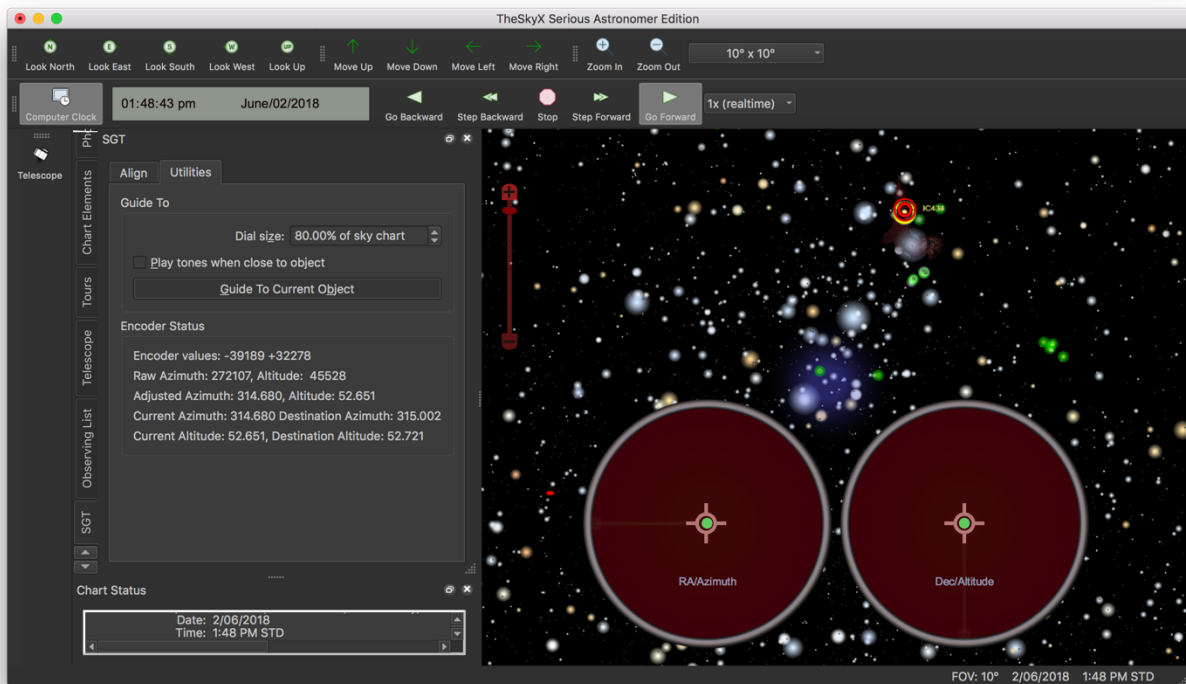 TheSkyX Serious Astronomer Edition
N E S W UP
Look North Look East Look South Look West Look Up Move Up Move Down Move Left Move Right Zoom In Zoom Out 10° x 10°
Computer Clock 01:48:43 pm June/02/2018 Go Backward Step Backward Stop Step Forward Go Forward 1x (realtime)
Telescope
Chart Elements
Tours
Telescope
Observing List
SGT
SGT
Align Utilities
Guide To
Dial size: 80.00% of sky chart
Play tones when close to object
Guide To Current Object
Encoder Status
Encoder values: -39189 +32278
Raw Azimuth: 272107, Altitude: 45528
Adjusted Azimuth: 314.680, Altitude: 52.651
Current Azimuth: 314.680 Destination Azimuth: 315.002
Current Altitude: 52.651, Destination Altitude: 52.721
Chart Status
Date: 2/06/2018
Time: 1:48 PM STD
IC434
RA/Azimuth Dec/Altitude
FOV: 10° 2/06/2018 1:48 PM STD